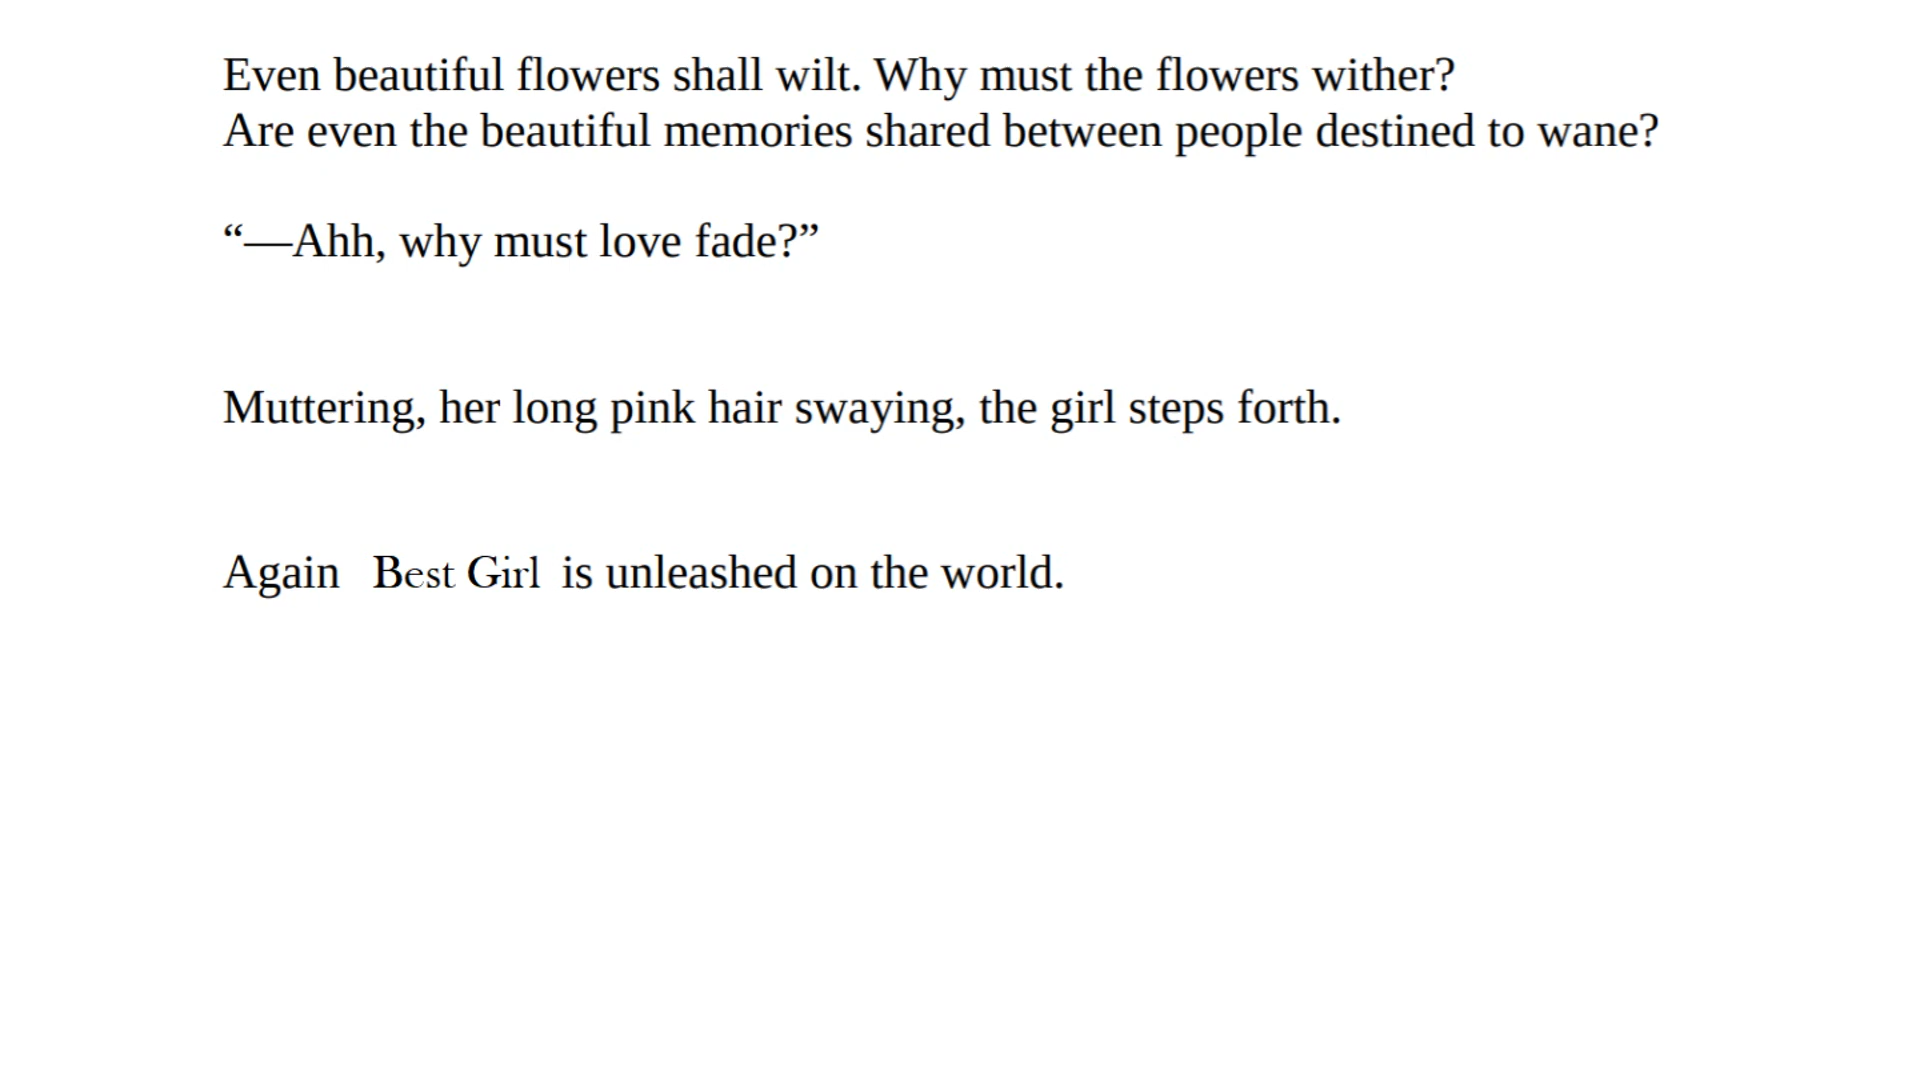 Even beautiful flowers shall wilt. Why must the flowers wither?
Are even the beautiful memories shared between people destined to wane?
“—Ahh, why must love fade?”
Muttering, her long pink hair swaying, the girl steps forth.
Again Best Girl is unleashed on the world.